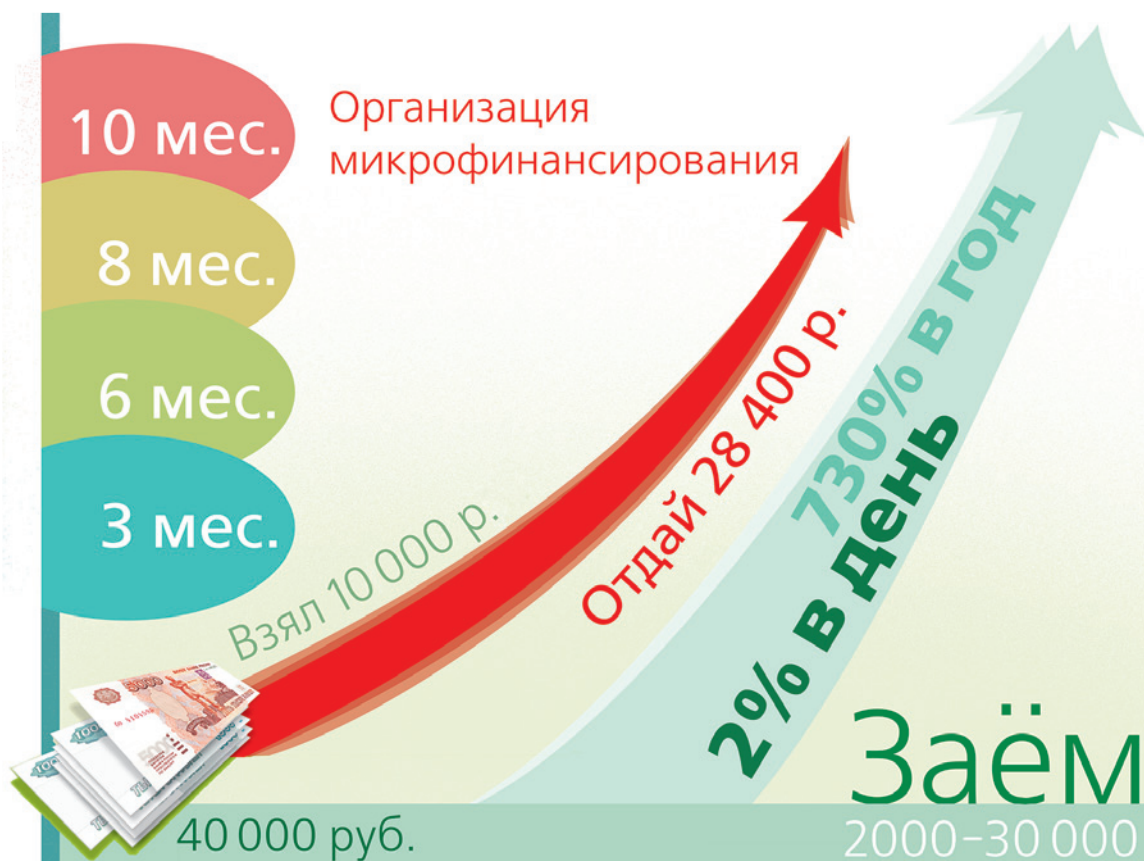 10 мес.
8 мес.
6 мес.
3 мес.
Организация
микрофинансирования
Взял 10 000 р.
Отдай 28 400 р.
730% в год
2% в день
5000
Заём
40 000 руб.
2000–30 000